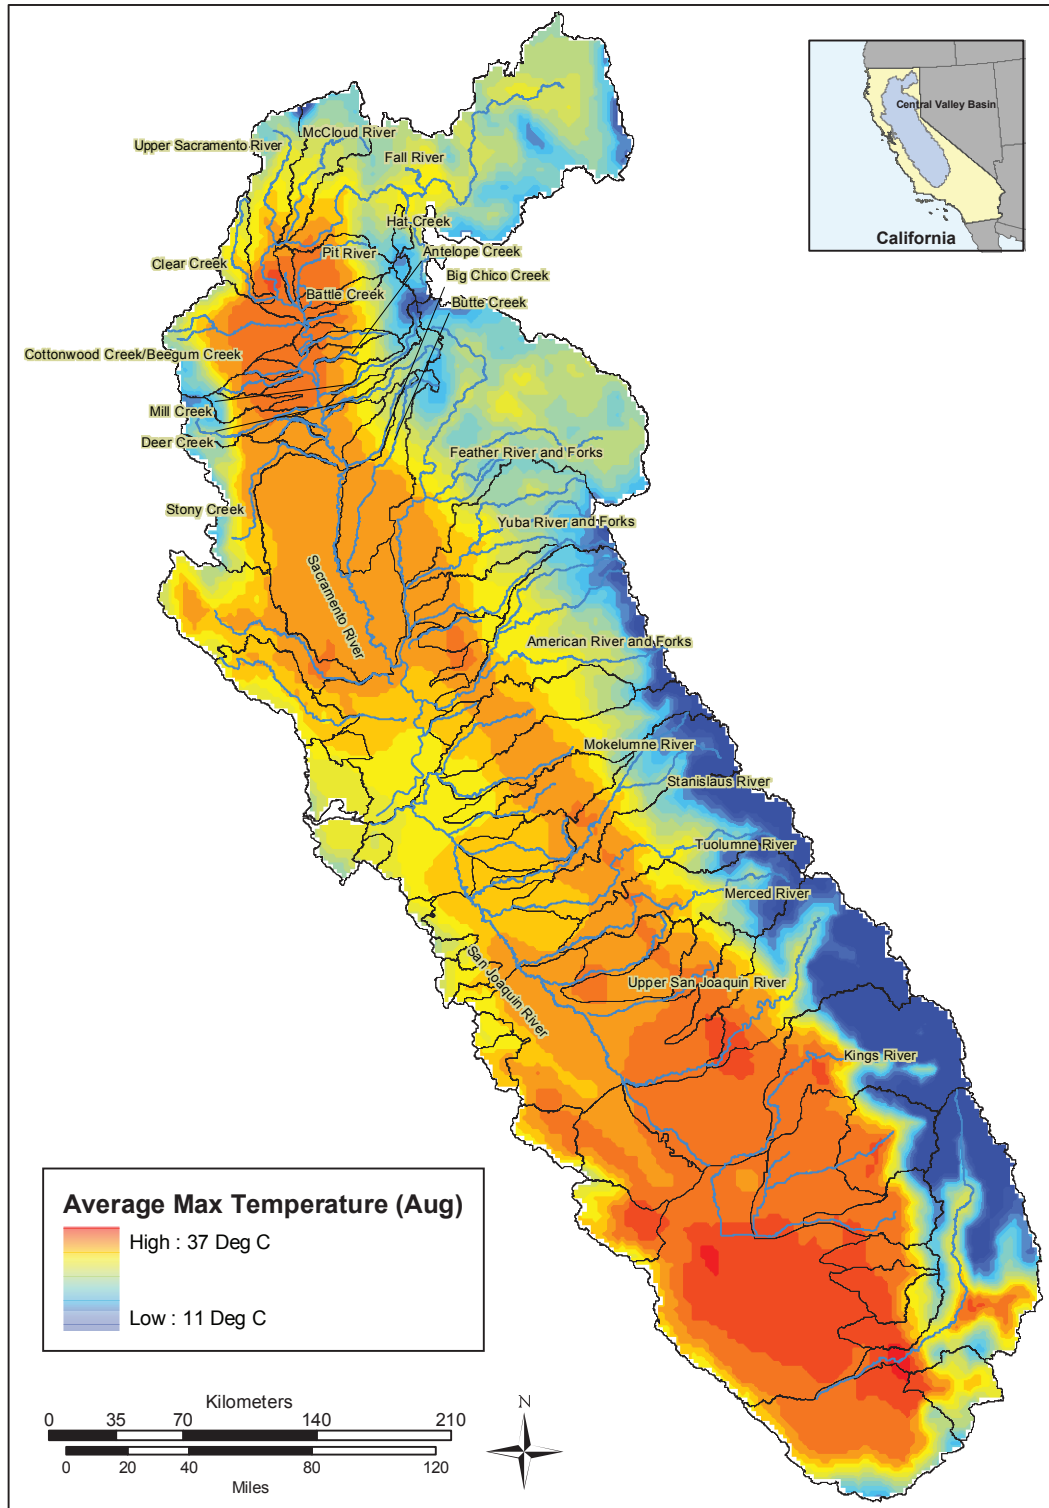 Central Valley Basin
California
McCloud River
Upper Sacramento River
Fall River
Hat Creek
Antelope Creek
Pit River
Clear Creek
Big Chico Creek
Battle Creek
Butte Creek
Cottonwood Creek/Beegum Creek
Mill Creek
Deer Creek
Feather River and Forks
Stony Creek
Yuba River and Forks
Sacramento River
American River and Forks
Mokelumne River
Stanislaus River
Tuolumne River
Merced River
San Joaquin River
Upper San Joaquin River
Kings River
Average Max Temperature (Aug)
High : 37 Deg C
Low : 11 Deg C
Kilometers
0 35 70 140 210
0 20 40 80 120
Miles
N